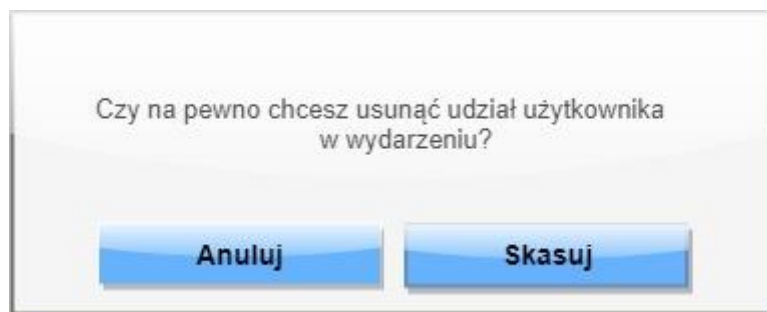 Czy na pewno chcesz usunąć udział użytkownika
w wydarzeniu?
Anuluj Skasuj